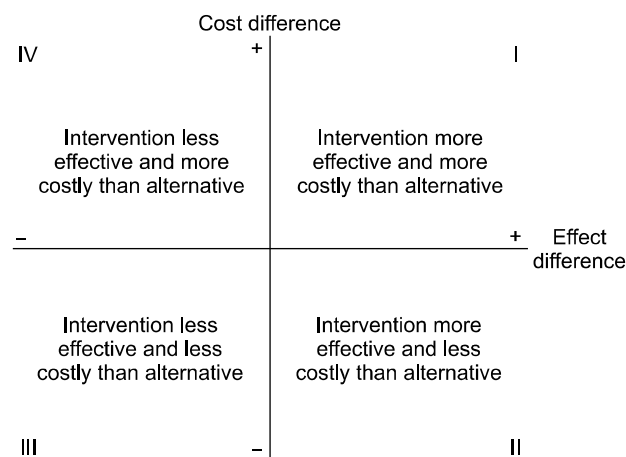 Cost difference
IV
+
I
Intervention less
effective and more
costly than alternative
Intervention more
effective and more
costly than alternative
–
+
Effect
difference
Intervention less
effective and less
costly than alternative
Intervention more
effective and less
costly than alternative
III
–
II